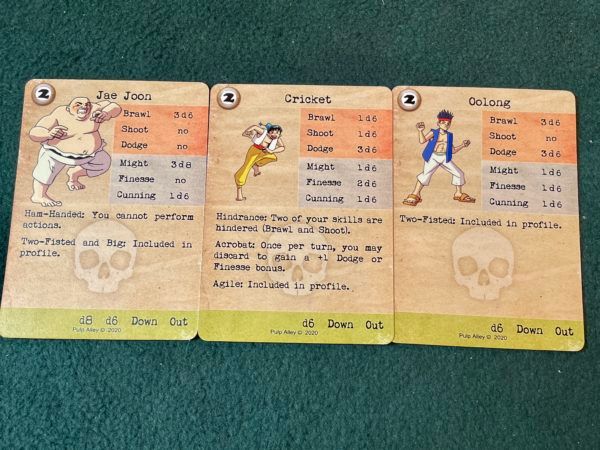 2
Jae Joon
Brawl 3d6
Shoot no
Dodge no
Might 3d8
Finesse no
Cunning 1d6
Ham-Handed: You cannot perform
actions.
Two-Fisted and Big: Included in
profile.
d8 d6 Down Out
Pulp Alley © 2020
2
Cricket
Brawl 1d6
Shoot 1d6
Dodge 3d6
Might 1d6
Finesse 2d6
Cunning 1d6
Hindrance: Two of your skills are
hindered (Brawl and Shoot).
Acrobat: Once per turn, you may
discard to gain a +1 Dodge or
Finesse bonus.
Agile: Included in profile.
d6 Down Out
Pulp Alley © 2020
2
Oolong
Brawl 3d6
Shoot no
Dodge 3d6
Might 1d6
Finesse 1d6
Cunning 1d6
Two-Fisted: Included in profile.
d6 Down Out
Pulp Alley © 2020